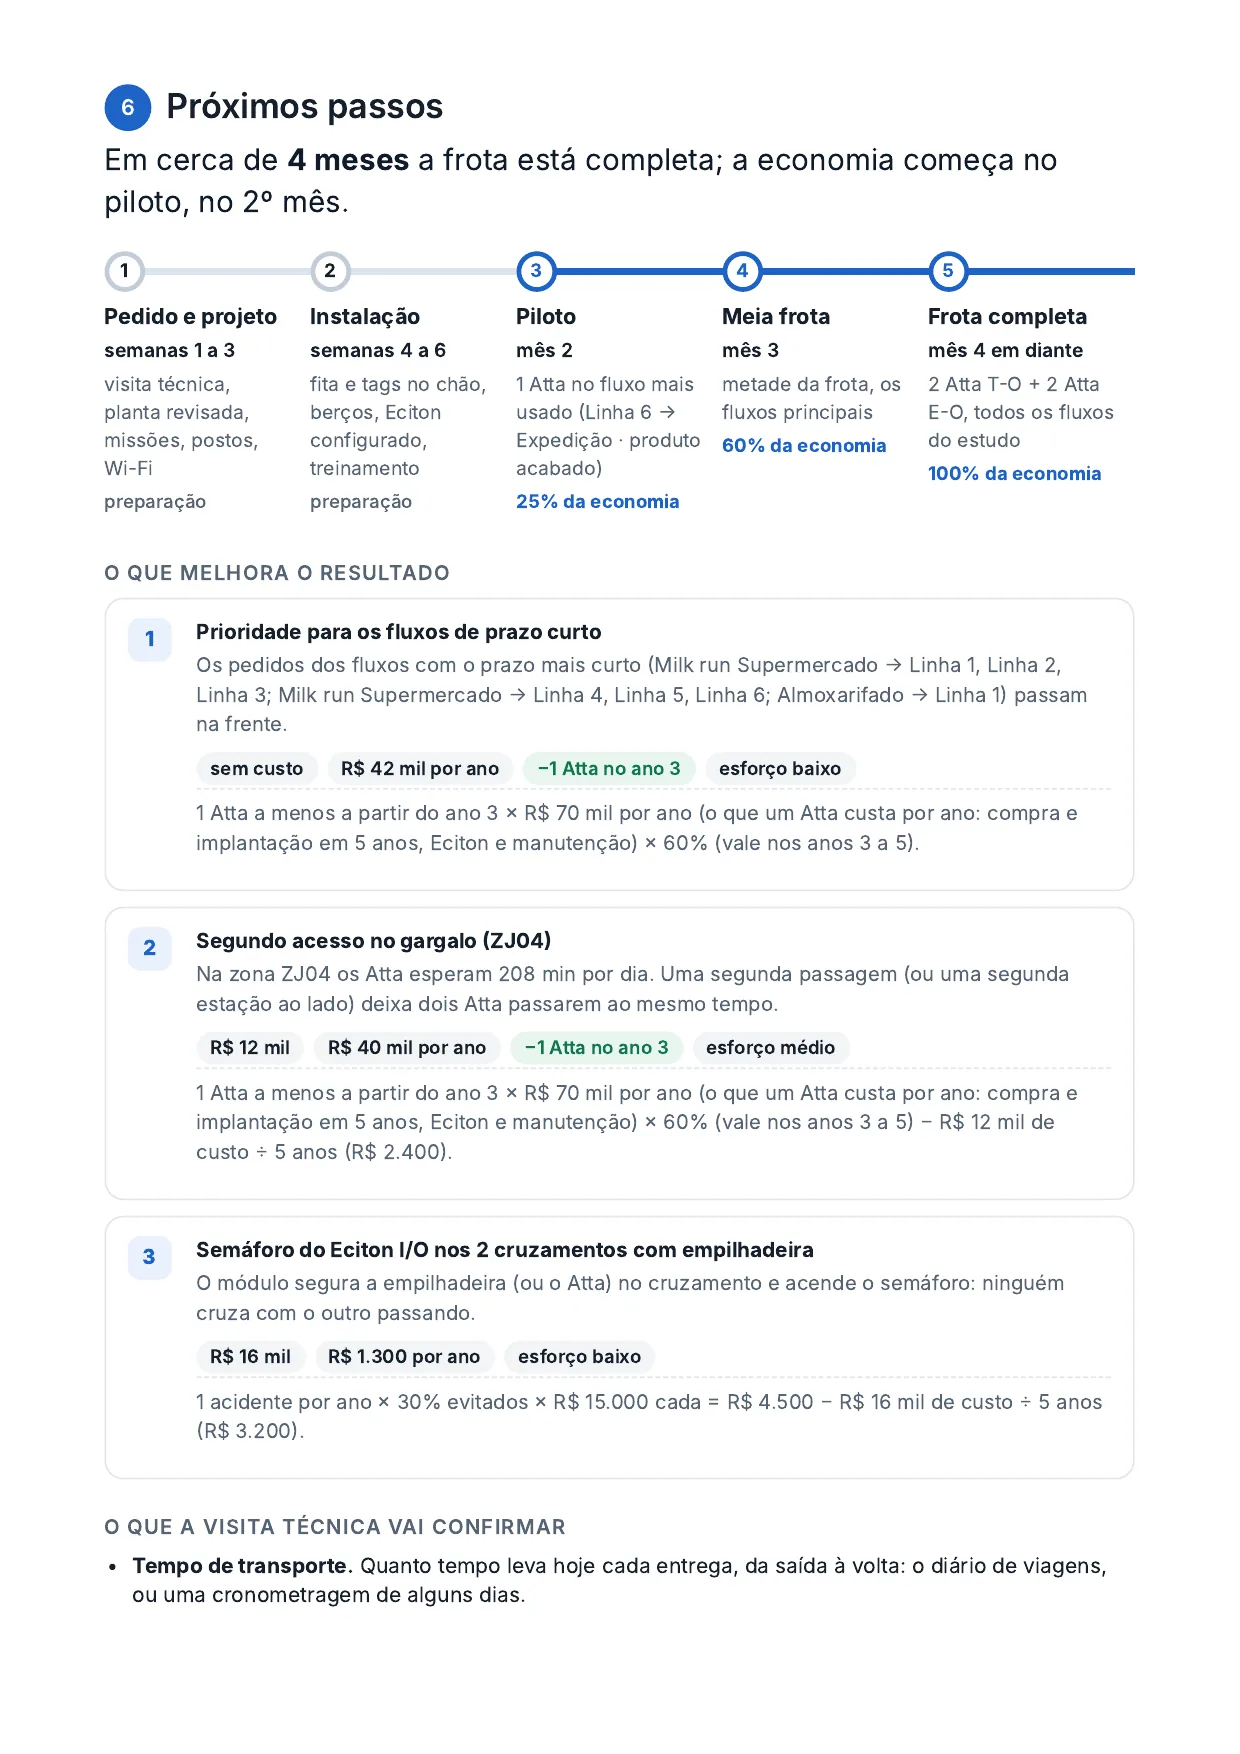 6 Próximos passos
Em cerca de 4 meses a frota está completa; a economia começa no
piloto, no 2º mês.
1
Pedido e projeto
semanas 1 a 3
visita técnica,
planta revisada,
missões, postos,
Wi-Fi
preparação
2
Instalação
semanas 4 a 6
fita e tags no chão,
berços, Eciton
configurado,
treinamento
preparação
3
Piloto
mês 2
1 Atta no fluxo mais
usado (Linha 6 →
Expedição · produto
acabado)
25% da economia
4
Meia frota
mês 3
metade da frota, os
fluxos principais
60% da economia
5
Frota completa
mês 4 em diante
2 Atta T-O + 2 Atta
E-O, todos os fluxos
do estudo
100% da economia
O QUE MELHORA O RESULTADO
1 Prioridade para os fluxos de prazo curto
Os pedidos dos fluxos com o prazo mais curto (Milk run Supermercado → Linha 1, Linha 2,
Linha 3; Milk run Supermercado → Linha 4, Linha 5, Linha 6; Almoxarifado → Linha 1) passam
na frente.
sem custo R$ 42 mil por ano −1 Atta no ano 3 esforço baixo
1 Atta a menos a partir do ano 3 × R$ 70 mil por ano (o que um Atta custa por ano: compra e
implantação em 5 anos, Eciton e manutenção) × 60% (vale nos anos 3 a 5).
2 Segundo acesso no gargalo (ZJ04)
Na zona ZJ04 os Atta esperam 208 min por dia. Uma segunda passagem (ou uma segunda
estação ao lado) deixa dois Atta passarem ao mesmo tempo.
R$ 12 mil R$ 40 mil por ano −1 Atta no ano 3 esforço médio
1 Atta a menos a partir do ano 3 × R$ 70 mil por ano (o que um Atta custa por ano: compra e
implantação em 5 anos, Eciton e manutenção) × 60% (vale nos anos 3 a 5) − R$ 12 mil de
custo ÷ 5 anos (R$ 2.400).
3 Semáforo do Eciton I/O nos 2 cruzamentos com empilhadeira
O módulo segura a empilhadeira (ou o Atta) no cruzamento e acende o semáforo: ninguém
cruza com o outro passando.
R$ 16 mil R$ 1.300 por ano esforço baixo
1 acidente por ano × 30% evitados × R$ 15.000 cada = R$ 4.500 − R$ 16 mil de custo ÷ 5 anos
(R$ 3.200).
O QUE A VISITA TÉCNICA VAI CONFIRMAR
• Tempo de transporte. Quanto tempo leva hoje cada entrega, da saída à volta: o diário de viagens,
ou uma cronometragem de alguns dias.